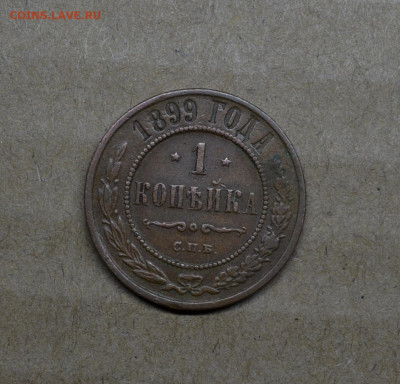 COINS.LAVE.RU
1899 ГОДА
1
КОПѢЙКА
С.П.Б.